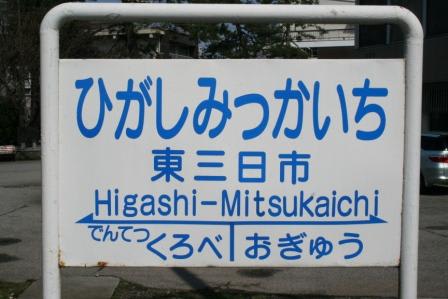 ひがしみっかいち
東三日市
Higashi-Mitsukaichi
でんてつくろべ おぎゅう